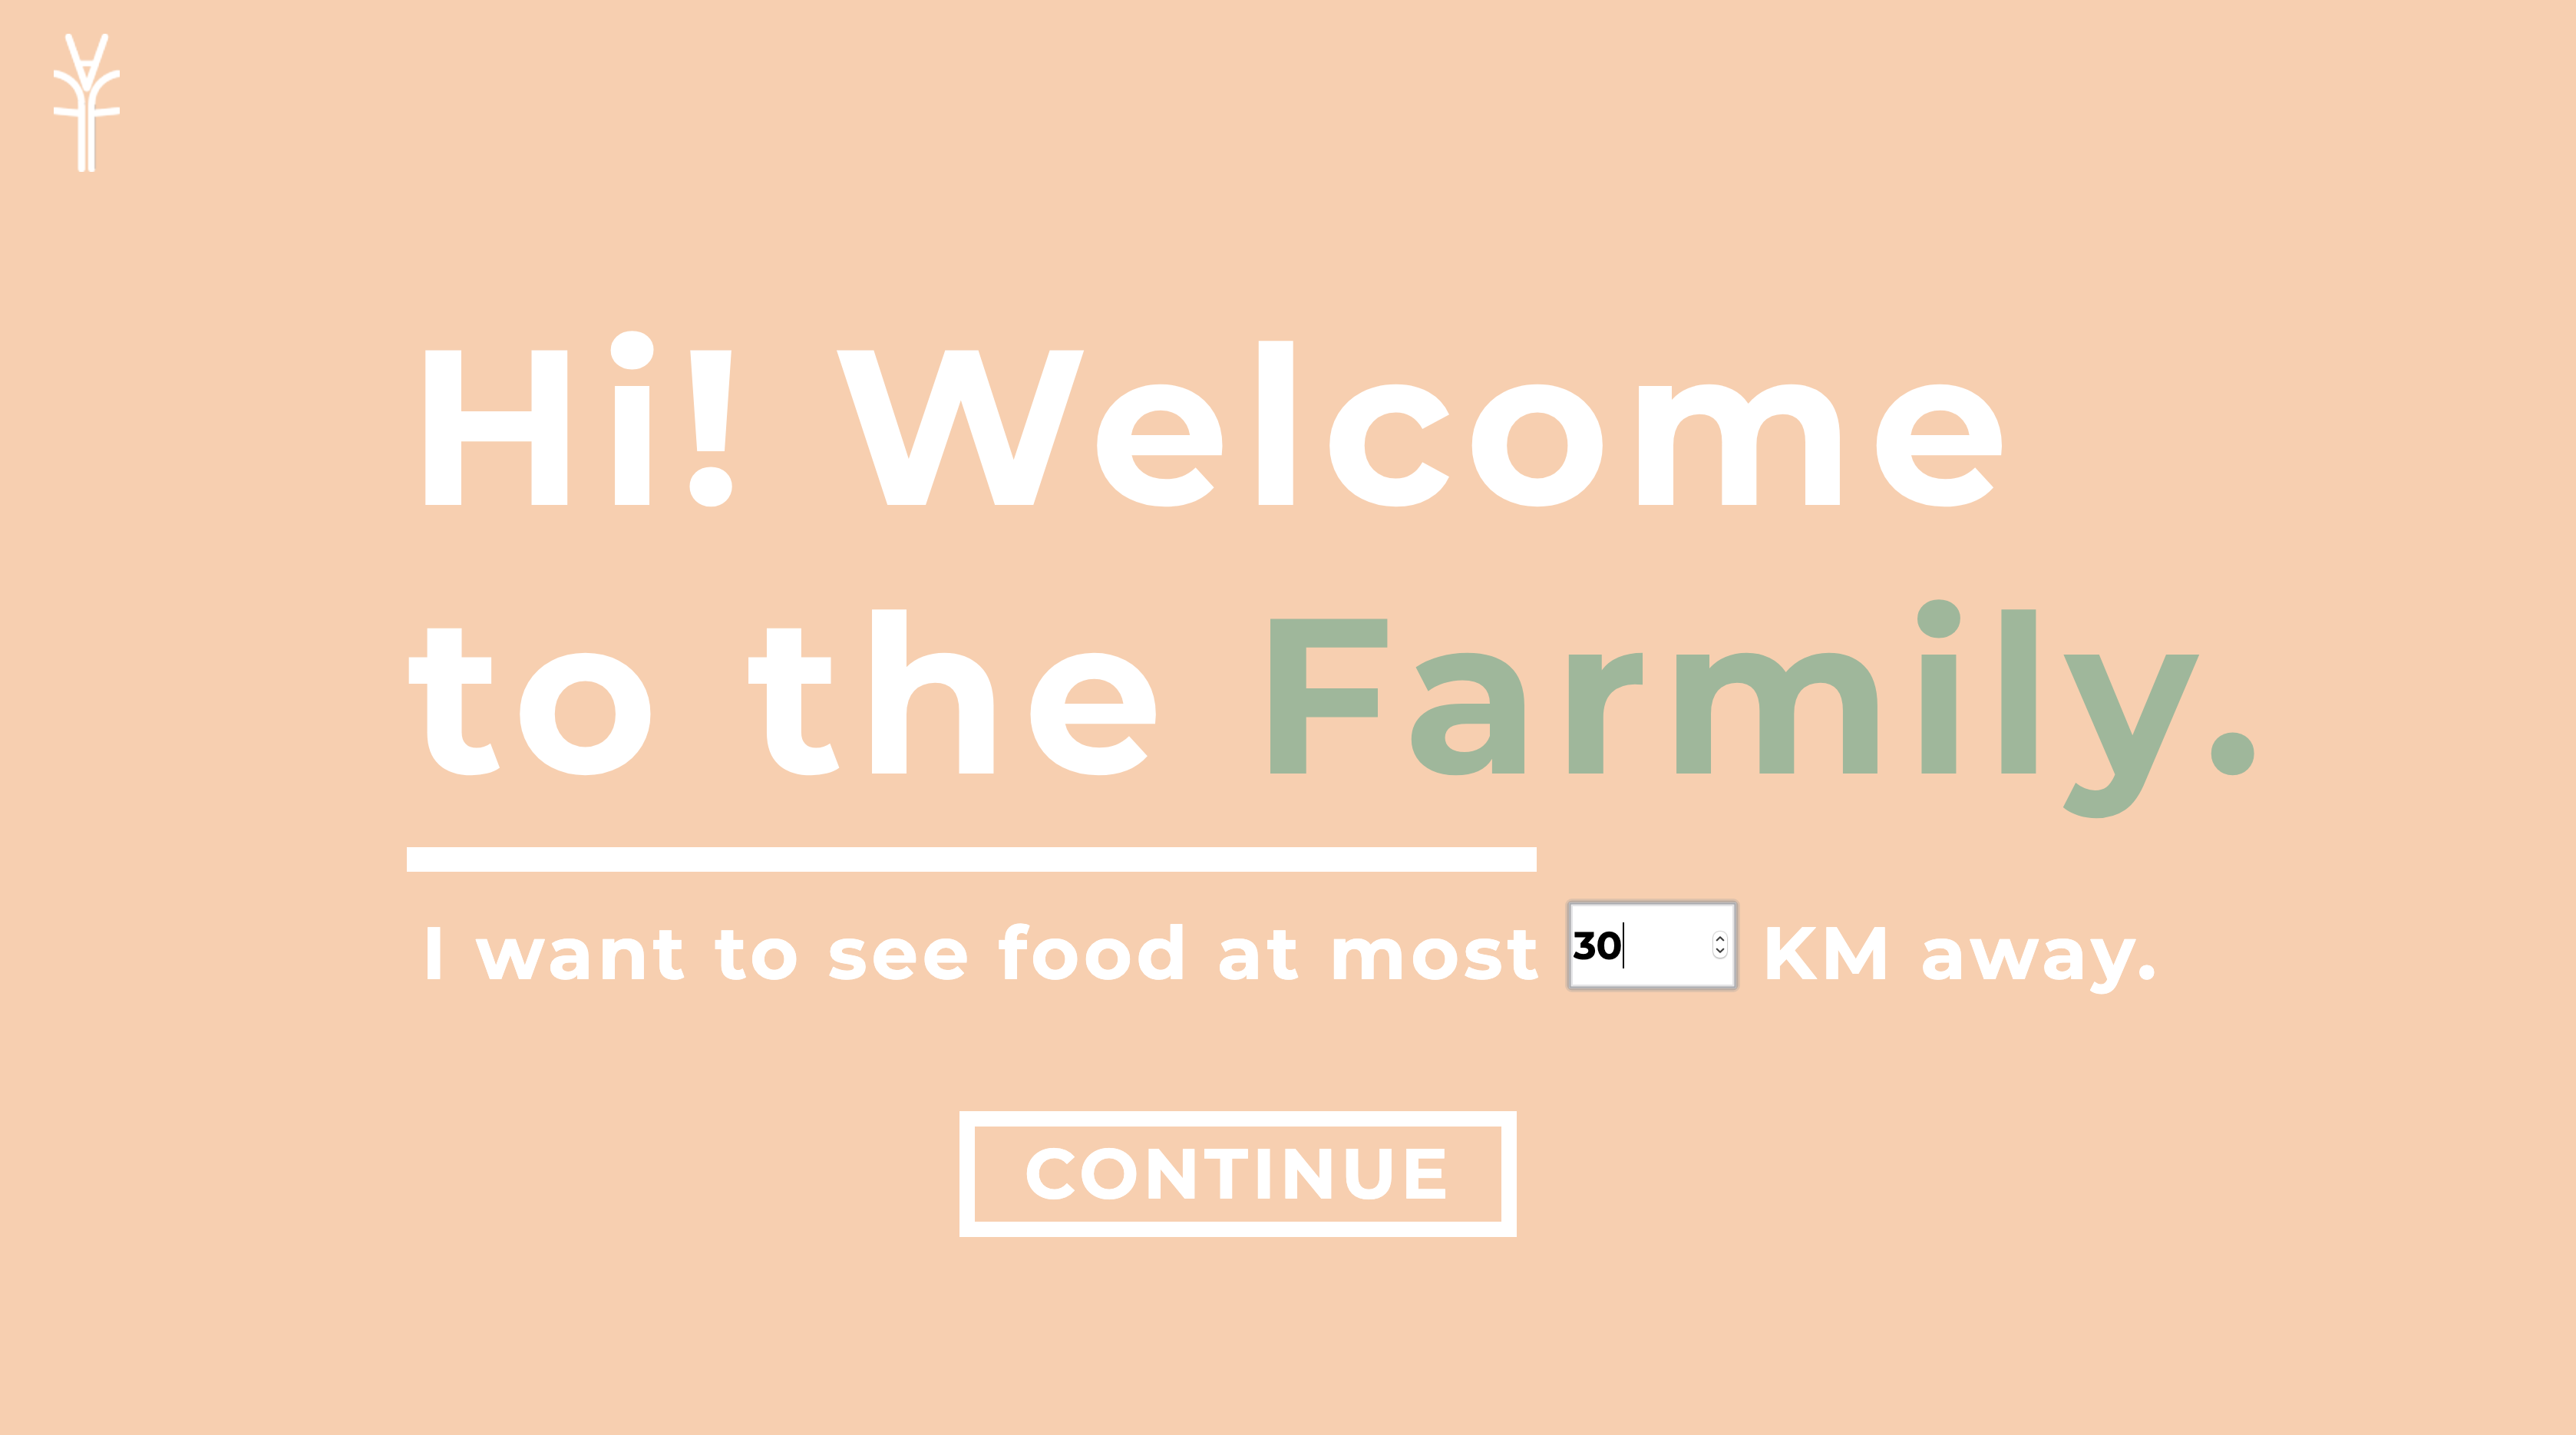 Hi! Welcome
to the Farmily.
I want to see food at most 30 KM away.
CONTINUE